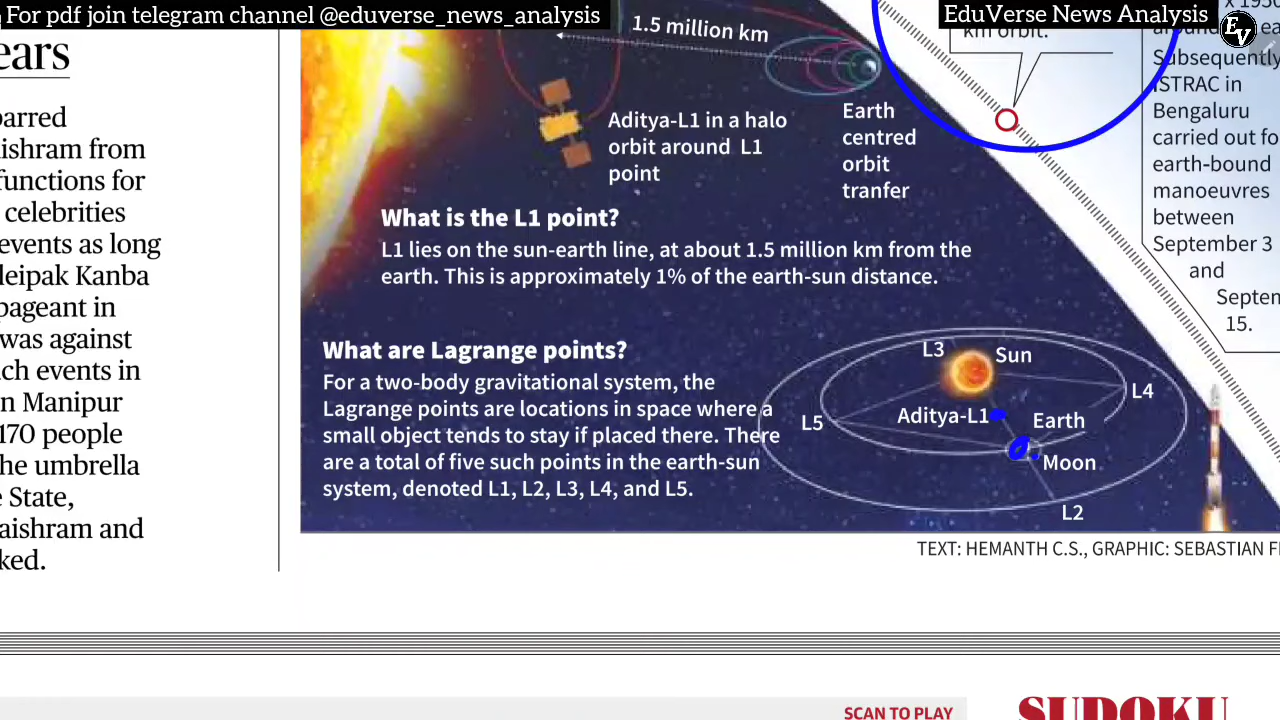 For pdf join telegram channel @eduverse_news_analysis
EduVerse News Analysis
EV
ears
parred
ishram from
functions for
celebrities
events as long
leipak Kanba
pageant in
was against
ch events in
n Manipur
170 people
he umbrella
e State,
aishram and
ked.
1.5 million km
Aditya-L1 in a halo
orbit around L1
point
Earth
centred
orbit
tranfer
What is the L1 point?
L1 lies on the sun-earth line, at about 1.5 million km from the
earth. This is approximately 1% of the earth-sun distance.
What are Lagrange points?
For a two-body gravitational system, the
Lagrange points are locations in space where a
small object tends to stay if placed there. There
are a total of five such points in the earth-sun
system, denoted L1, L2, L3, L4, and L5.
L3
Sun
L4
Aditya-L1
Earth
L5
Moon
L2
km orbit.
Subsequently
ISTRAC in
Bengaluru
carried out fo
earth-bound
manoeuvres
between
September 3
and
Septem
15.
TEXT: HEMANTH C.S., GRAPHIC: SEBASTIAN F
SCAN TO PLAY
SUDOKU